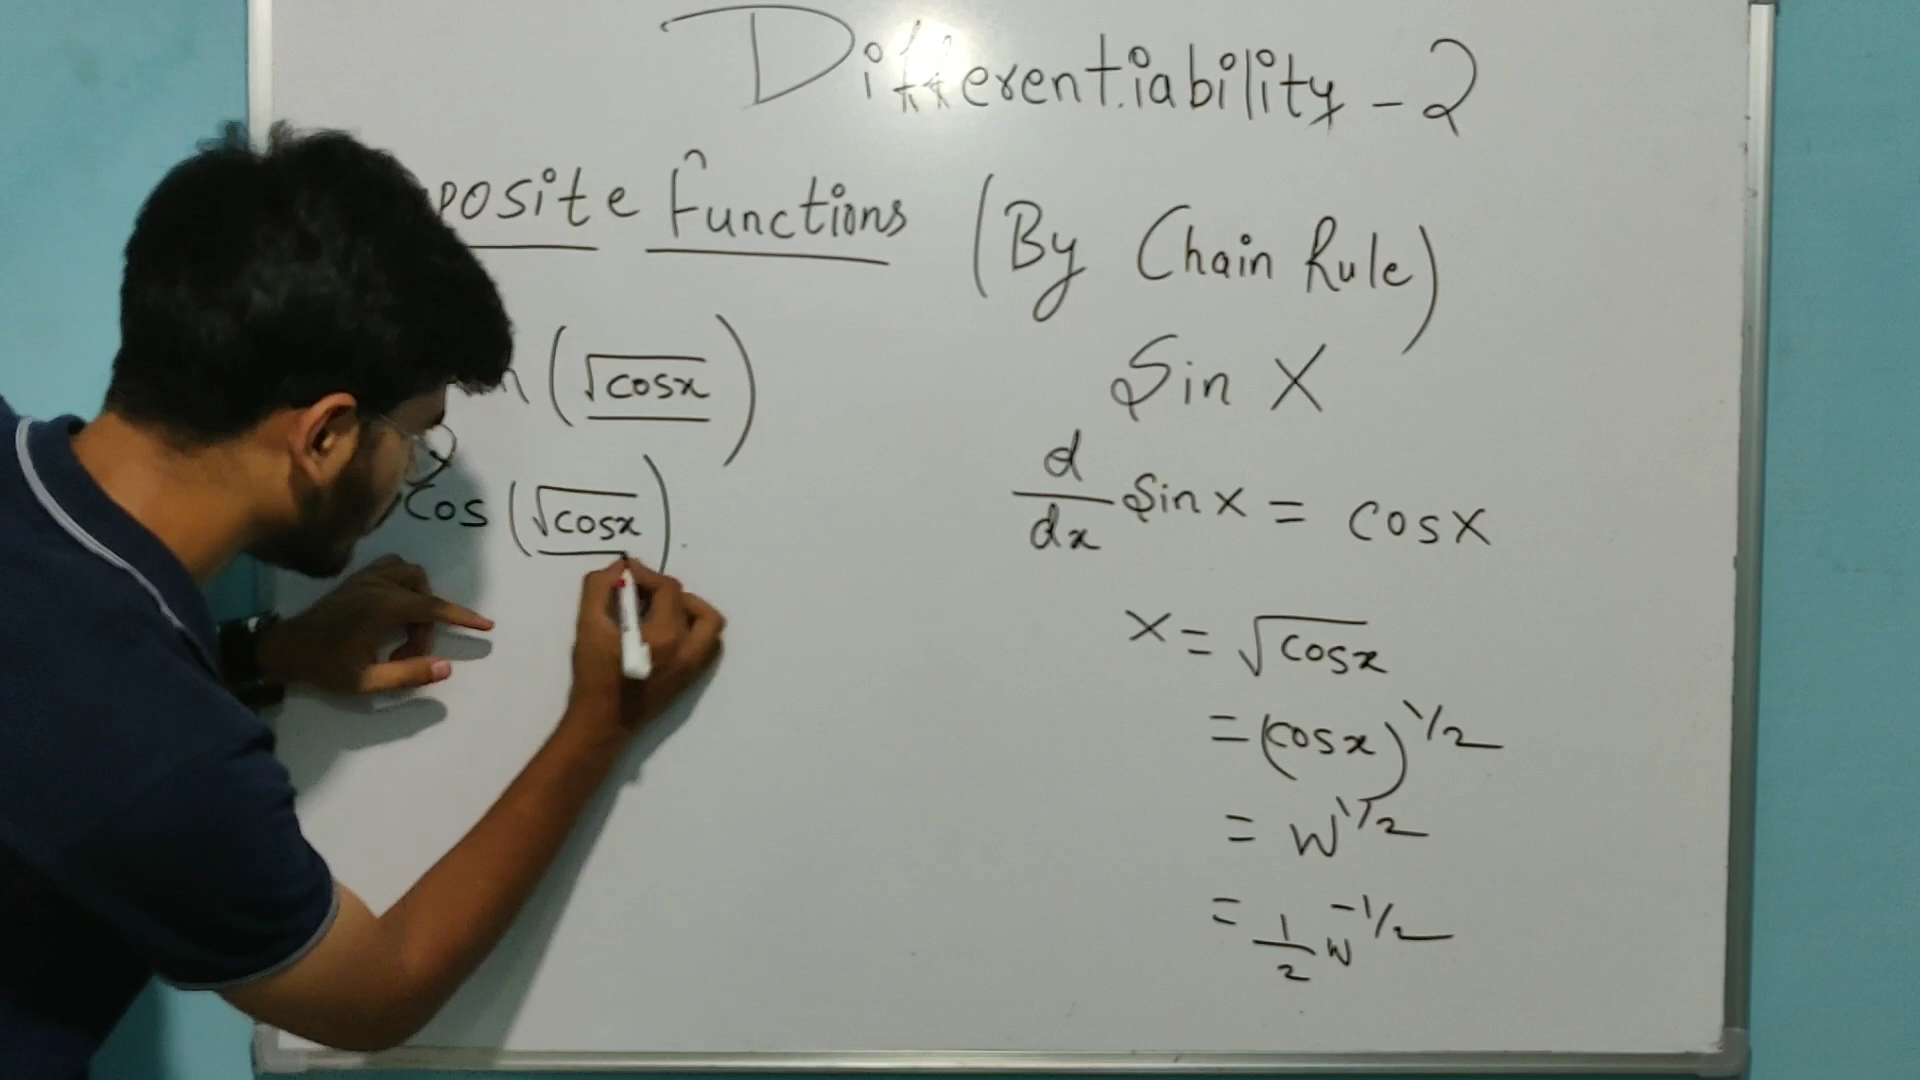 Differentiability - 2
posite Functions (By Chain Rule)
n (√cosx)
cos (√cosx)
Sin X
d/dx Sin X = cos X
X = √cosx
= (cosx)^1/2
= W^1/2
= 1/2 W^-1/2